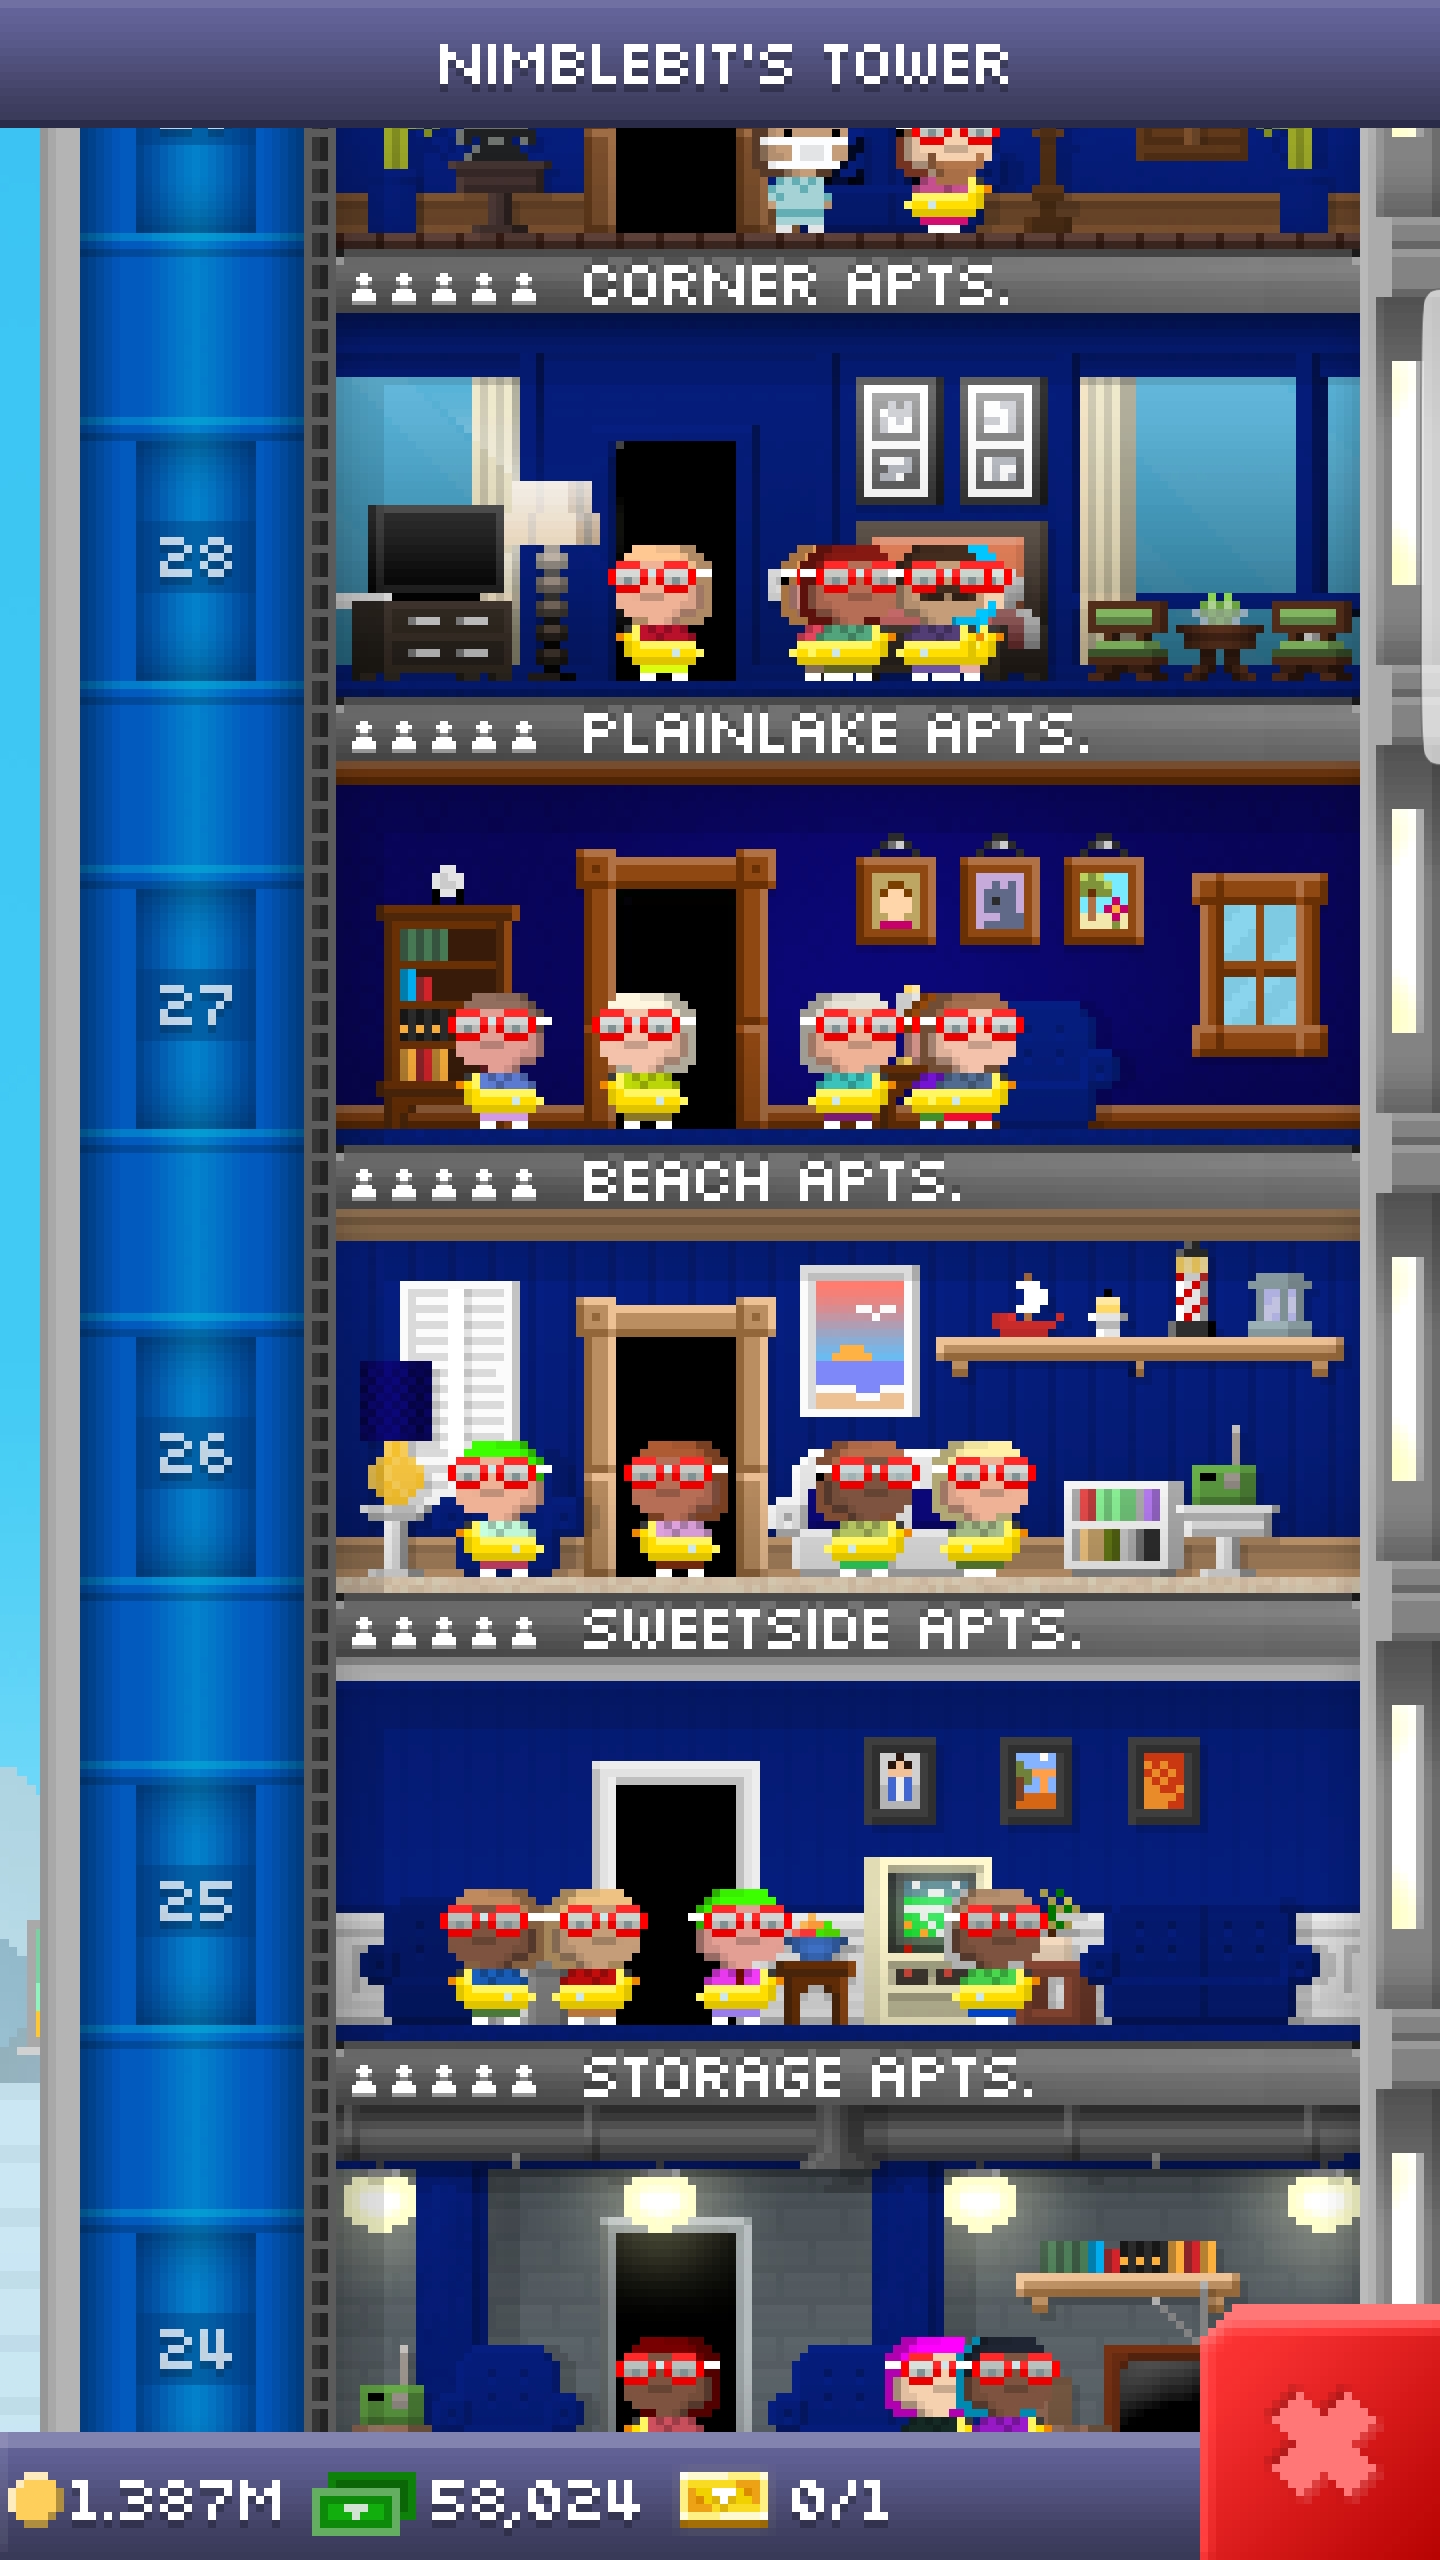 NIMBLEBIT'S TOWER
CORNER APTS.
28
PLAINLAKE APTS.
27
BEACH APTS.
26
SWEETSIDE APTS.
25
STORAGE APTS.
24
1.387M 58,024 0/1